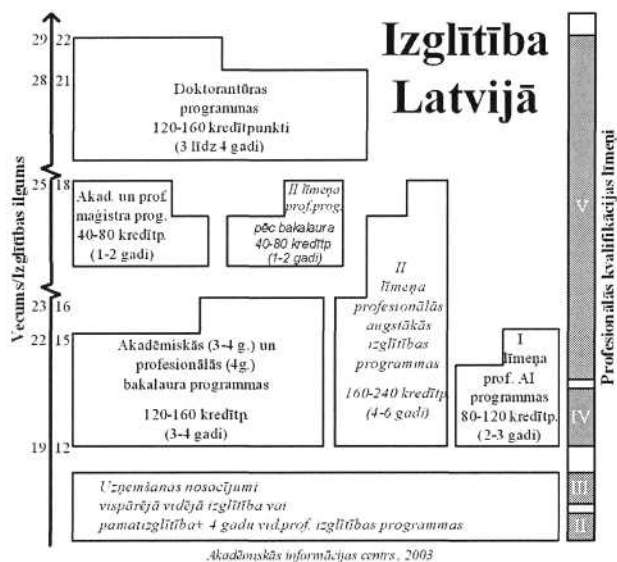 Izglītība
Latvijā
29 22
28 21
Doktorantūras
programmas
120-160 kredītpunkti
(3 līdz 4 gadi)
25 18
Akad. un prof.
maģistra prog.
40-80 kredītp.
(1-2 gadi)
II līmeņa
prof.prog.
pēc bakalaura
40-80 kredītp
(1-2 gadi)
II
līmeņa
profesionālās
augstākās
izglītības
programmas
160-240 kredītp.
(4-6 gadi)
23 16
22 15
Akadēmiskās (3-4 g.) un
profesionālās (4g.)
bakalaura programmas
120-160 kredītp.
(3-4 gadi)
I
līmeņa
prof. AI
programmas
80-120 kredītp.
(2-3 gadi)
19 12
Uzņemšanas nosacījumi
vispārējā vidējā izglītība vai
pamatizglītība+ 4 gadu vid.prof. izglītības programmas
Vecums/Izglītības ilgums
Profesionālās kvalifikācijas līmeņi
V
IV
III
II
Akadēmiskās informācijas centrs, 2003